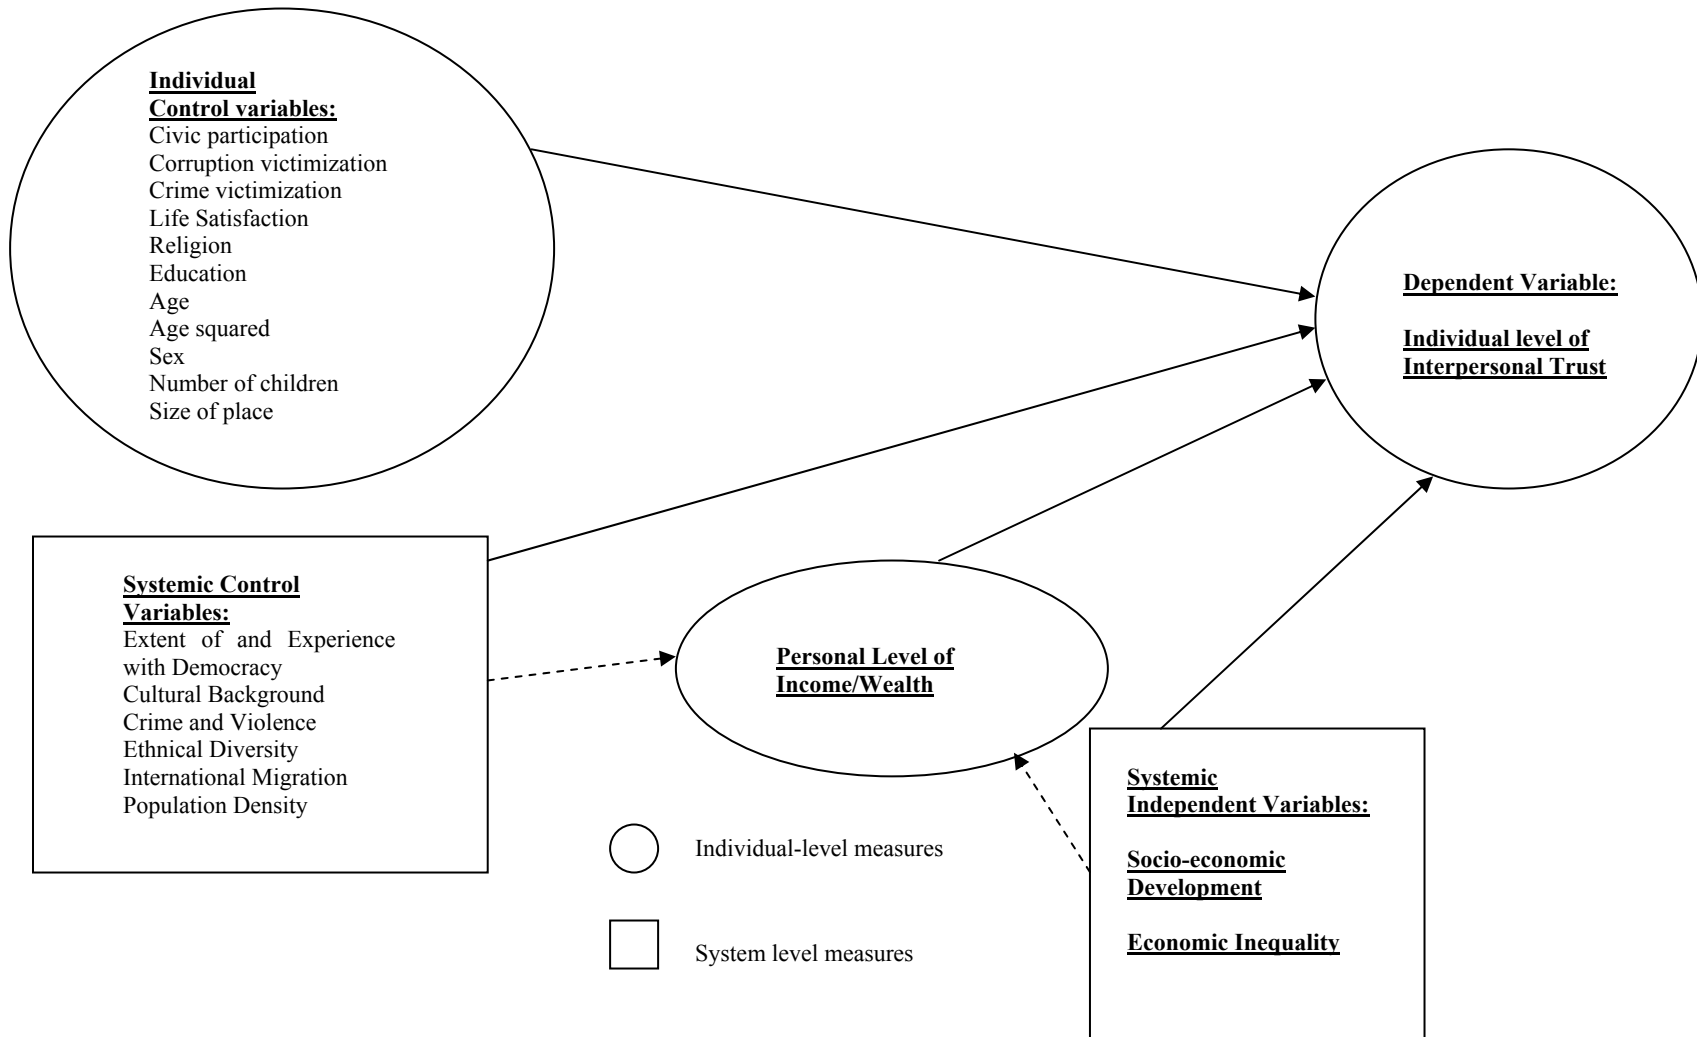 Individual
Control variables:
Civic participation
Corruption victimization
Crime victimization
Life Satisfaction
Religion
Education
Age
Age squared
Sex
Number of children
Size of place
Dependent Variable:
Individual level of
Interpersonal Trust
Systemic Control
Variables:
Extent of and Experience
with Democracy
Cultural Background
Crime and Violence
Ethnical Diversity
International Migration
Population Density
Personal Level of
Income/Wealth
Systemic
Independent Variables:
Socio-economic
Development
Economic Inequality
Individual-level measures
System level measures